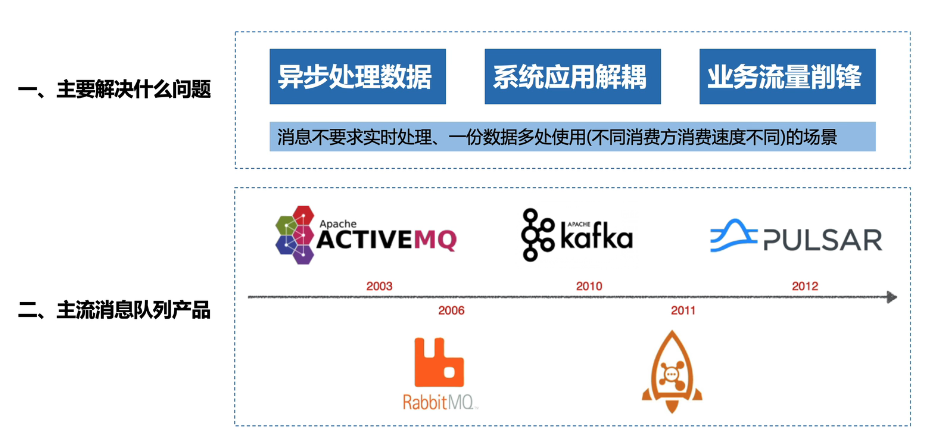 一、主要解决什么问题
异步处理数据
系统应用解耦
业务流量削锋
消息不要求实时处理、一份数据多处使用(不同消费方消费速度不同)的场景
二、主流消息队列产品
Apache
ACTIVEMQ
APACHE
kafka
PULSAR
2003
2010
2012
2006
2011
RabbitMQ